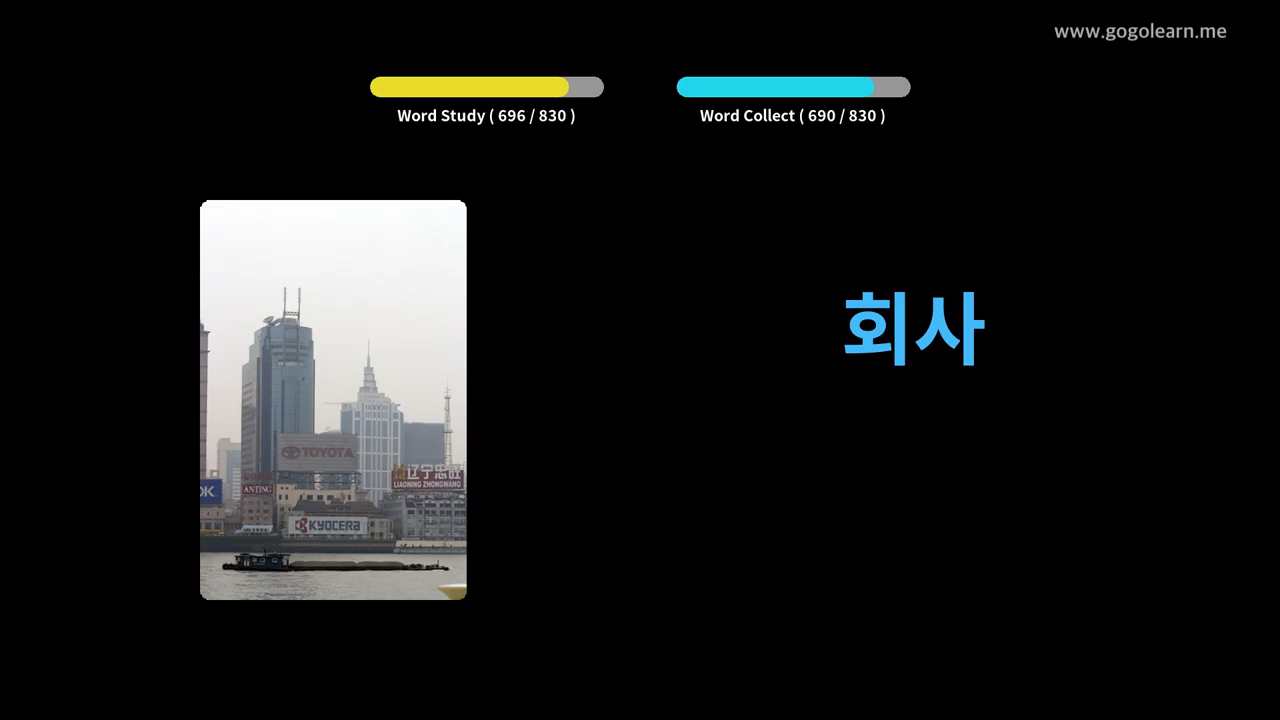 www.gogolearn.me
Word Study ( 696 / 830 )
Word Collect ( 690 / 830 )
회사
TOYOTA
辽宁忠旺
LIAONING ZHONGWANG
OK
ANTING
KYOCERA